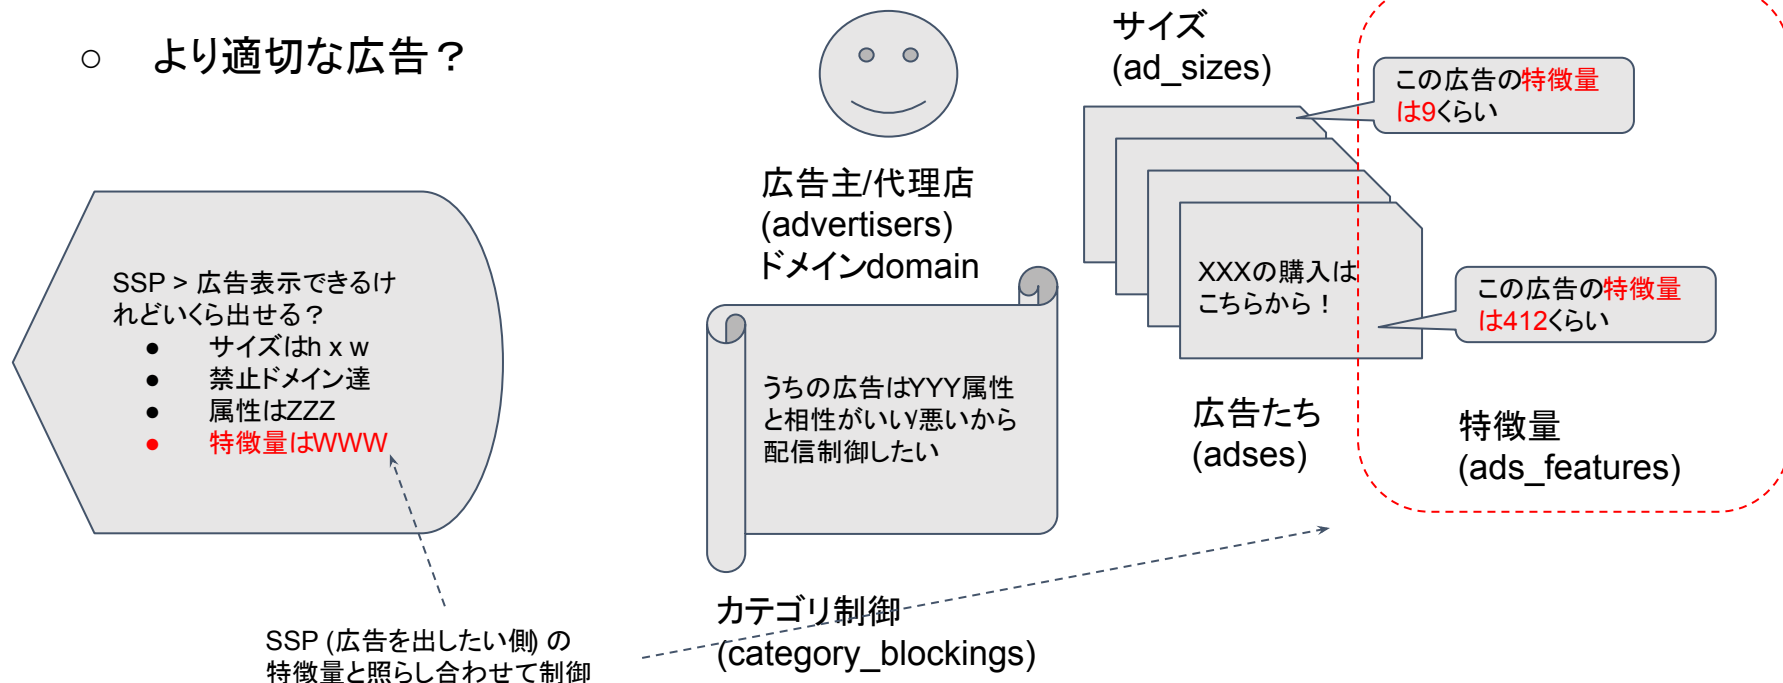 ○ より適切な広告？
SSP > 広告表示できるけ
れどいくら出せる？
● サイズはh x w
● 禁止ドメイン達
● 属性はZZZ
● 特徴量はWWW
SSP (広告を出したい側) の
特徴量と照らし合わせて制御
広告主/代理店
(advertisers)
ドメインdomain
うちの広告はYYY属性
と相性がいい/悪いから
配信制御したい
カテゴリ制御
(category_blockings)
サイズ
(ad_sizes)
XXXの購入は
こちらから！
広告たち
(adses)
この広告の特徴量
は9くらい
この広告の特徴量
は412くらい
特徴量
(ads_features)